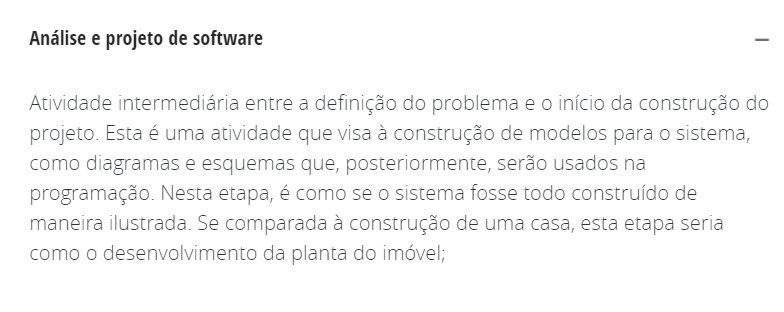 Análise e projeto de software
Atividade intermediária entre a definição do problema e o início da construção do
projeto. Esta é uma atividade que visa à construção de modelos para o sistema,
como diagramas e esquemas que, posteriormente, serão usados na
programação. Nesta etapa, é como se o sistema fosse todo construído de
maneira ilustrada. Se comparada à construção de uma casa, esta etapa seria
como o desenvolvimento da planta do imóvel;